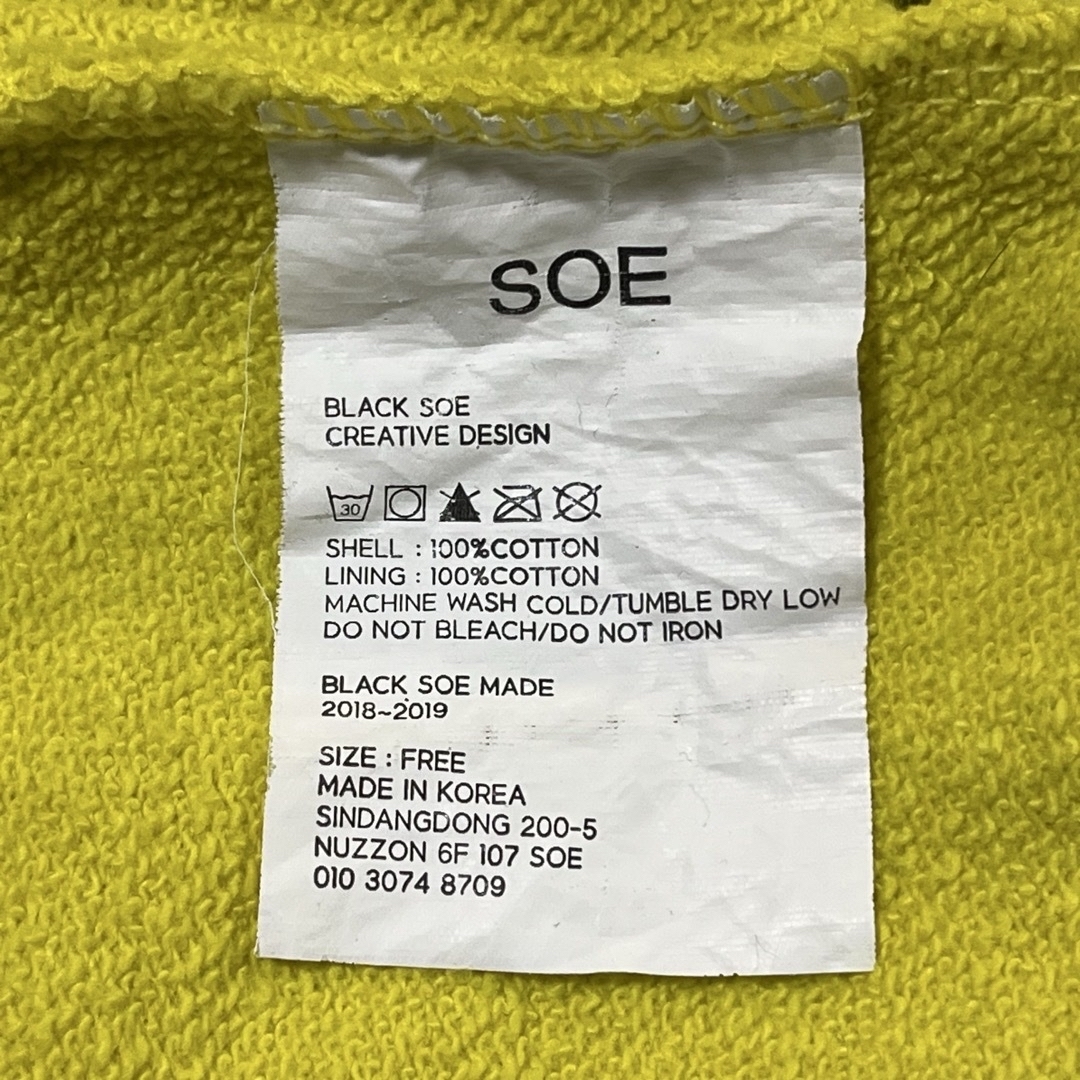 SOE
BLACK SOE
CREATIVE DESIGN
30
SHELL : 100%COTTON
LINING : 100%COTTON
MACHINE WASH COLD/TUMBLE DRY LOW
DO NOT BLEACH/DO NOT IRON
BLACK SOE MADE
2018~2019
SIZE : FREE
MADE IN KOREA
SINDANGDONG 200-5
NUZZON 6F 107 SOE
010 3074 8709